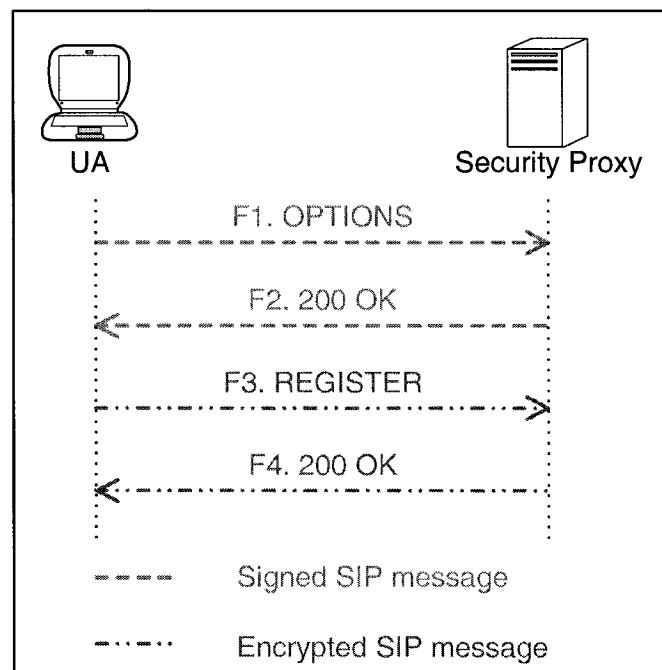 UA
Security Proxy
F1. OPTIONS
F2. 200 OK
F3. REGISTER
F4. 200 OK
Signed SIP message
Encrypted SIP message